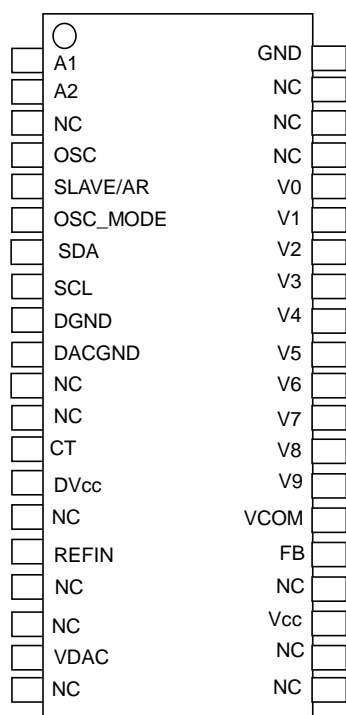 A1 GND
A2 NC
NC NC
OSC NC
SLAVE/AR V0
OSC_MODE V1
SDA V2
SCL V3
DGND V4
DACGND V5
NC V6
NC V7
CT V8
DVcc V9
NC VCOM
REFIN FB
NC NC
NC Vcc
VDAC NC
NC NC